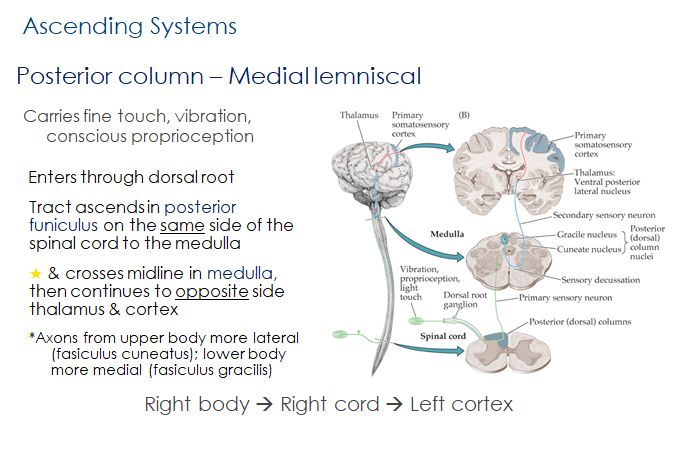 Ascending Systems
Posterior column – Medial lemniscal
Carries fine touch, vibration,
conscious proprioception
Enters through dorsal root
Tract ascends in posterior
funiculus on the same side of the
spinal cord to the medulla
★ & crosses midline in medulla,
then continues to opposite side
thalamus & cortex
*Axons from upper body more lateral
(fasiculus cuneatus); lower body
more medial (fasiculus gracilis)
Thalamus
Primary
somatosensory
cortex
(B)
Primary
somatosensory
cortex
Thalamus:
Ventral posterior
lateral nucleus
Secondary sensory neuron
Medulla
Gracile nucleus
Cuneate nucleus
Posterior
(dorsal)
column
nuclei
Vibration,
proprioception,
light
touch
Dorsal root
ganglion
Sensory decussation
Primary sensory neuron
Posterior (dorsal) columns
Spinal cord
Right body → Right cord → Left cortex